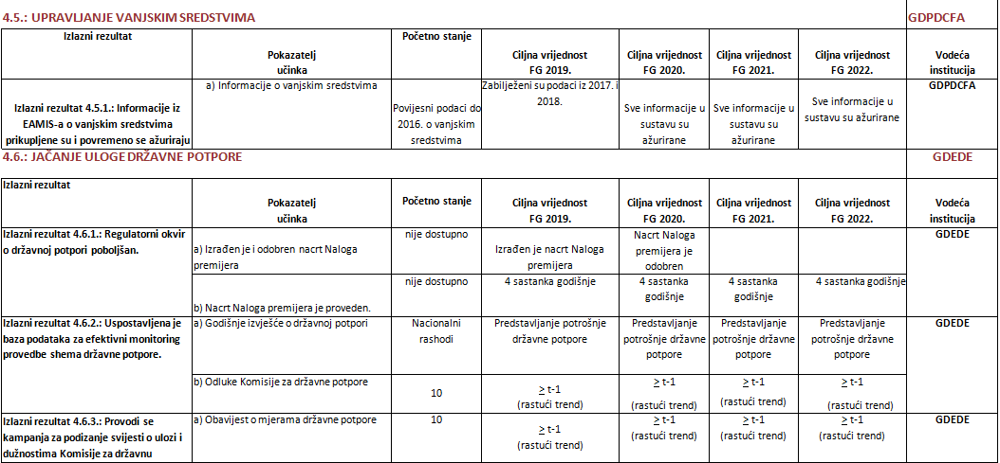 4.5.: UPRAVLJANJE VANJSKIM SREDSTVIMA GDPDCFA
Izlazni rezultat Početno stanje
Pokazatelj Ciljna vrijednost Ciljna vrijednost Ciljna vrijednost Ciljna vrijednost Vodeća
učinka FG 2019. FG 2020. FG 2021. FG 2022. institucija
a) Informacije o vanjskim sredstvima Zabilježeni su podaci iz 2017. i GDPDCFA
2018. Sve informacije u
Izlazni rezultat 4.5.1.: Informacije iz Povijesni podaci do Sve informacije u Sve informacije u sustavu su ažurirane
EAMIS-a o vanjskim sredstvima 2016. o vanjskim sustavu su sustavu su
prikupljene su i povremeno se ažuriraju sredstvima ažurirane ažurirane
4.6.: JAČANJE ULOGE DRŽAVNE POTPORE GDEDE
Izlazni rezultat
Pokazatelj Početno stanje Ciljna vrijednost Ciljna vrijednost Ciljna vrijednost Ciljna vrijednost Vodeća
učinka FG 2019. FG 2020. FG 2021. FG 2022. institucija
Izlazni rezultat 4.6.1.: Regulatorni okvir nije dostupno Nacrt Naloga GDEDE
o državnoj potpori poboljšan. a) Izrađen je i odobren nacrt Naloga Izrađen je nacrt Naloga premijera je
premijera premijera odobren
nije dostupno 4 sastanka godišnje 4 sastanka 4 sastanka 4 sastanka godišnje
godišnje godišnje
b) Nacrt Naloga premijera je proveden.
Izlazni rezultat 4.6.2.: Uspostavljena je a) Godišnje izvješće o državnoj potpori Nacionalni Predstavljanje potrošnje Predstavljanje Predstavljanje Predstavljanje GDEDE
baza podataka za efektivni monitoring rashodi državne potpore potrošnje državne potrošnje državne potrošnje državne
provedbe shema državne potpore. potpore potpore potpore
b) Odluke Komisije za državne potpore 10 ≥ t-1 ≥ t-1 ≥ t-1 ≥ t-1
(rastući trend) (rastući trend) (rastući trend) (rastući trend)
Izlazni rezultat 4.6.3.: Provodi se a) Obavijest o mjerama državne potpore 10 ≥ t-1 ≥ t-1 ≥ t-1 ≥ t-1 GDEDE
kampanja za podizanje svijesti o ulozi i (rastući trend) (rastući trend) (rastući trend) (rastući trend)
dužnostima Komisije za državnu